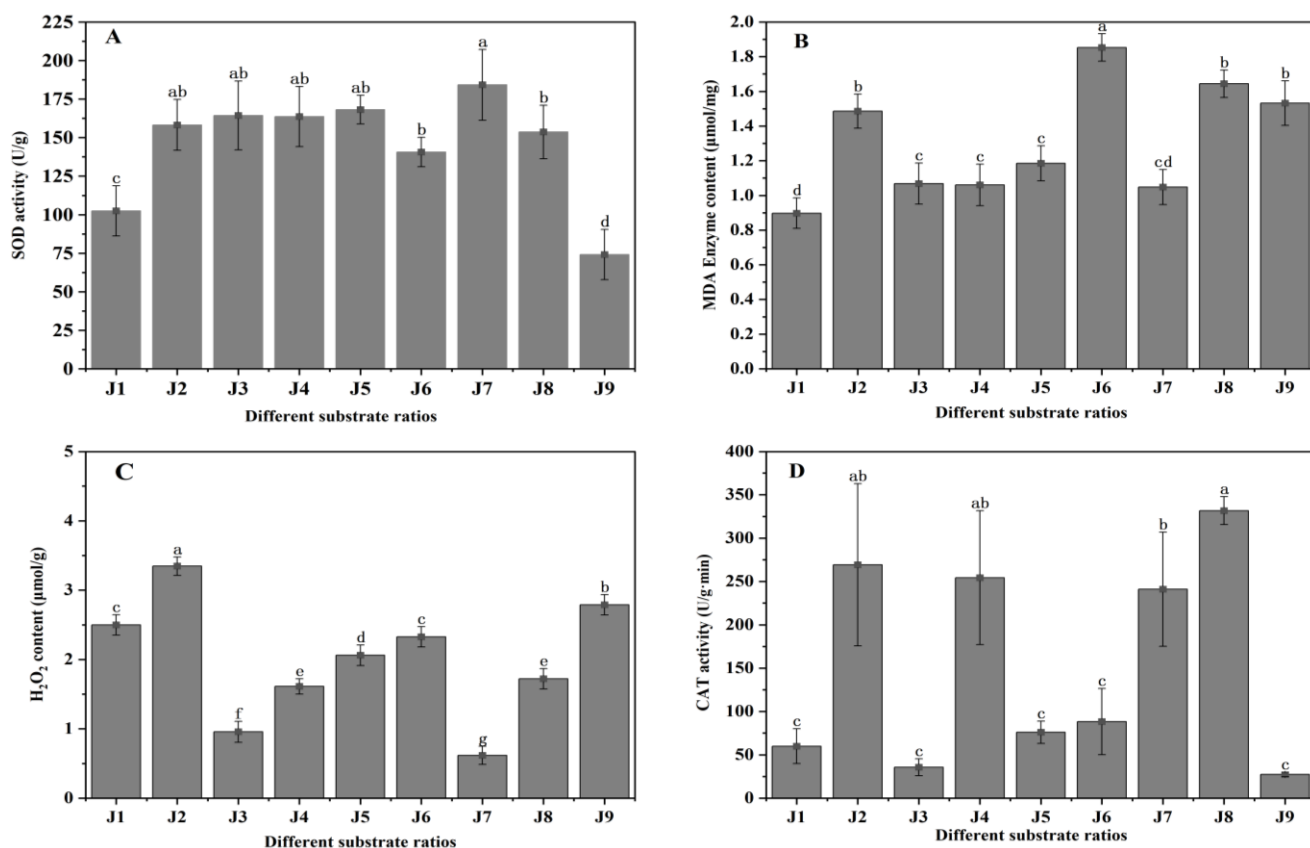 A
SOD activity (U/g)
225
200
175
150
125
100
75
50
25
0
c
ab
ab
ab
ab
b
a
b
d
J1 J2 J3 J4 J5 J6 J7 J8 J9
Different substrate ratios
B
MDA Enzyme content (μmol/mg)
2.0
1.8
1.6
1.4
1.2
1.0
0.8
0.6
0.4
0.2
0.0
d
b
c
c
c
a
cd
b
b
J1 J2 J3 J4 J5 J6 J7 J8 J9
Different substrate ratios
C
H₂O₂ content (μmol/g)
5
4
3
2
1
0
c
a
f
e
d
c
g
e
b
J1 J2 J3 J4 J5 J6 J7 J8 J9
Different substrate ratios
D
CAT activity (U/g·min)
400
350
300
250
200
150
100
50
0
c
ab
c
ab
c
c
b
a
c
J1 J2 J3 J4 J5 J6 J7 J8 J9
Different substrate ratios